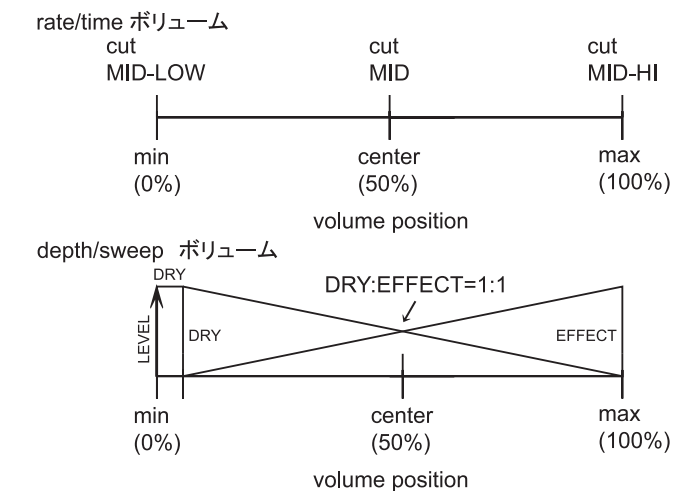 rate/time ボリューム
cut cut cut
MID-LOW MID MID-HI
min center max
(0%) (50%) (100%)
volume position
depth/sweep ボリューム
DRY
DRY:EFFECT=1:1
LEVEL
DRY
EFFECT
min center max
(0%) (50%) (100%)
volume position